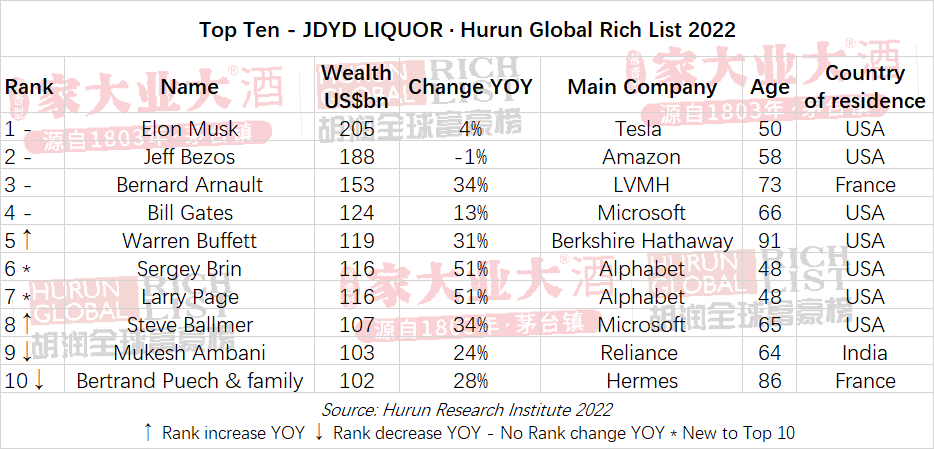 Top Ten - JDYD LIQUOR · Hurun Global Rich List 2022
Rank Name Wealth US$bn Change YOY Main Company Age Country of residence
1 - Elon Musk 205 4% Tesla 50 USA
2 - Jeff Bezos 188 -1% Amazon 58 USA
3 - Bernard Arnault 153 34% LVMH 73 France
4 - Bill Gates 124 13% Microsoft 66 USA
5 ↑ Warren Buffett 119 31% Berkshire Hathaway 91 USA
6 * Sergey Brin 116 51% Alphabet 48 USA
7 * Larry Page 116 51% Alphabet 48 USA
8 ↑ Steve Ballmer 107 34% Microsoft 65 USA
9 ↓ Mukesh Ambani 103 24% Reliance 64 India
10 ↓ Bertrand Puech & family 102 28% Hermes 86 France
Source: Hurun Research Institute 2022
↑ Rank increase YOY ↓ Rank decrease YOY - No Rank change YOY * New to Top 10
家大业大酒®
源自1803年·茅台镇
HURUN RICH
GLOBAL LIST
胡润全球富豪榜